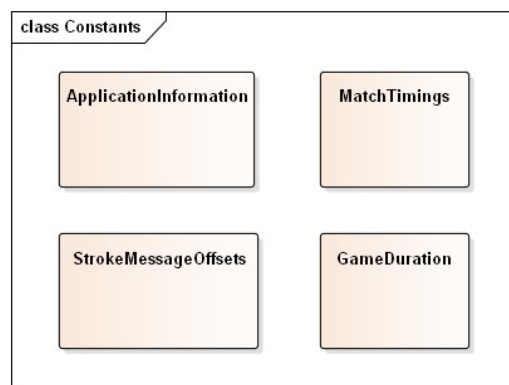 class Constants
ApplicationInformation
MatchTimings
StrokeMessageOffsets
GameDuration